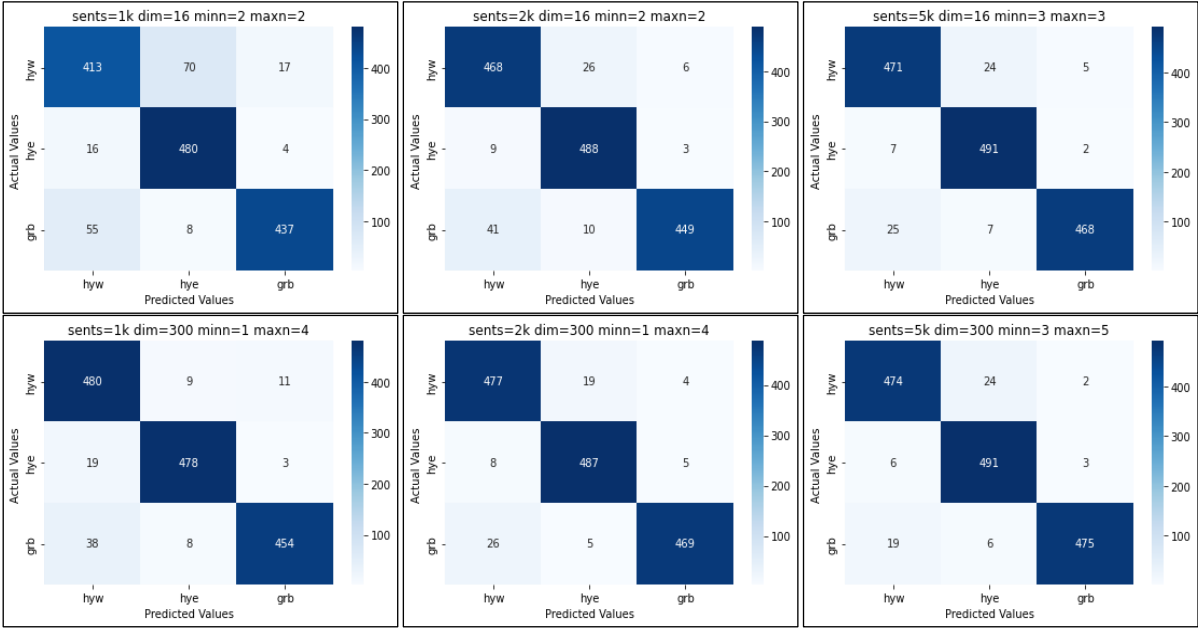 sents=1k dim=16 minn=2 maxn=2
Actual Values
hyw 413 70 17
hye 16 480 4
grb 55 8 437
hyw hye grb
Predicted Values
400
300
200
100
sents=2k dim=16 minn=2 maxn=2
Actual Values
hyw 468 26 6
hye 9 488 3
grb 41 10 449
hyw hye grb
Predicted Values
400
300
200
100
sents=5k dim=16 minn=3 maxn=3
Actual Values
hyw 471 24 5
hye 7 491 2
grb 25 7 468
hyw hye grb
Predicted Values
400
300
200
100
sents=1k dim=300 minn=1 maxn=4
Actual Values
hyw 480 9 11
hye 19 478 3
grb 38 8 454
hyw hye grb
Predicted Values
400
300
200
100
sents=2k dim=300 minn=1 maxn=4
Actual Values
hyw 477 19 4
hye 8 487 5
grb 26 5 469
hyw hye grb
Predicted Values
400
300
200
100
sents=5k dim=300 minn=3 maxn=5
Actual Values
hyw 474 24 2
hye 6 491 3
grb 19 6 475
hyw hye grb
Predicted Values
400
300
200
100